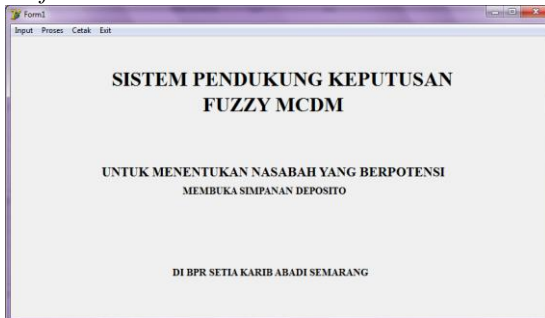 Form1
Input Proses Cetak Exit
SISTEM PENDUKUNG KEPUTUSAN
FUZZY MCDM
UNTUK MENENTUKAN NASABAH YANG BERPOTENSI
MEMBUKA SIMPANAN DEPOSITO
DI BPR SETIA KARIB ABADI SEMARANG